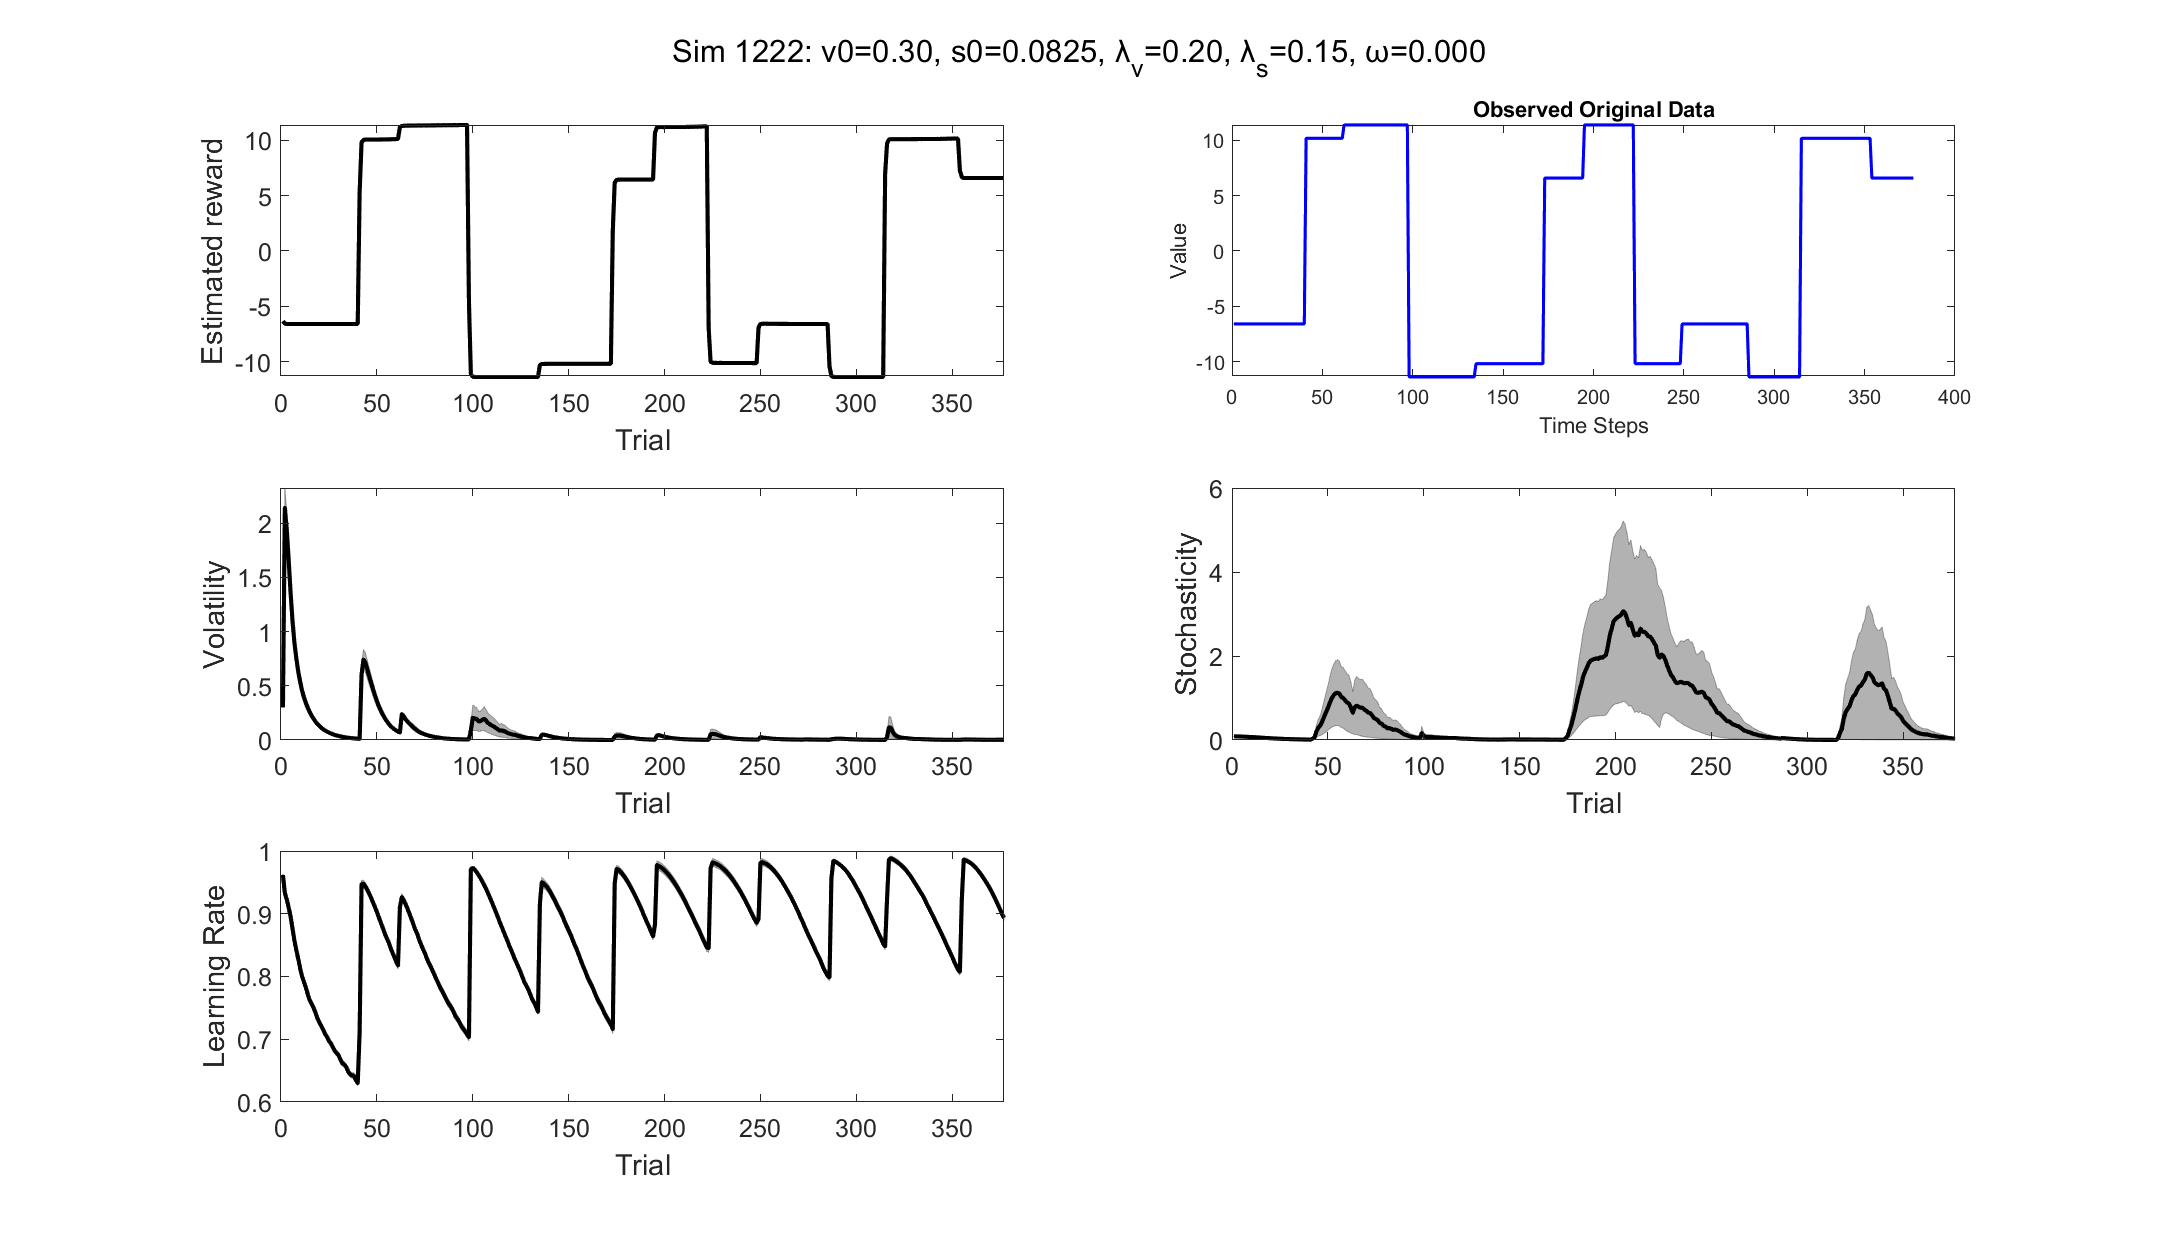 Sim 1222: v0=0.30, s0=0.0825, λv=0.20, λs=0.15, ω=0.000
Estimated reward
10
5
0
-5
-10
0 50 100 150 200 250 300 350
Trial
Observed Original Data
Value
10
5
0
-5
-10
0 50 100 150 200 250 300 350 400
Time Steps
Volatility
2
1.5
1
0.5
0
0 50 100 150 200 250 300 350
Trial
Stochasticity
6
4
2
0
0 50 100 150 200 250 300 350
Trial
Learning Rate
1
0.9
0.8
0.7
0.6
0 50 100 150 200 250 300 350
Trial